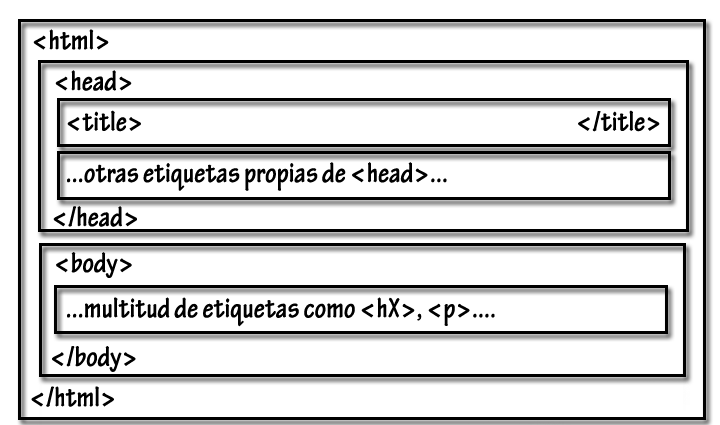 <html>
<head>
<title> </title>
...otras etiquetas propias de <head>...
</head>
<body>
...multitud de etiquetas como <hX>, <p>....
</body>
</html>